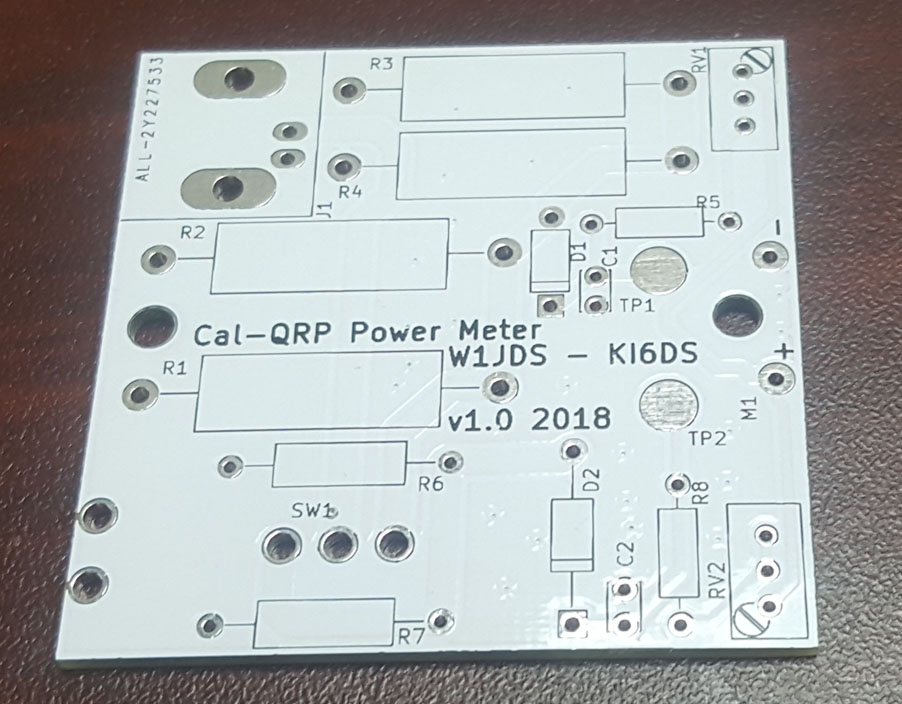 ALL-2Y227533
R3
RV1
R4
J1
R5
R2
D1
C1
-
TP1
Cal-QRP Power Meter
W1JDS - KI6DS
+
R1
M1
v1.0 2018
TP2
R6
D2
R8
SW1
C2
RV2
R7